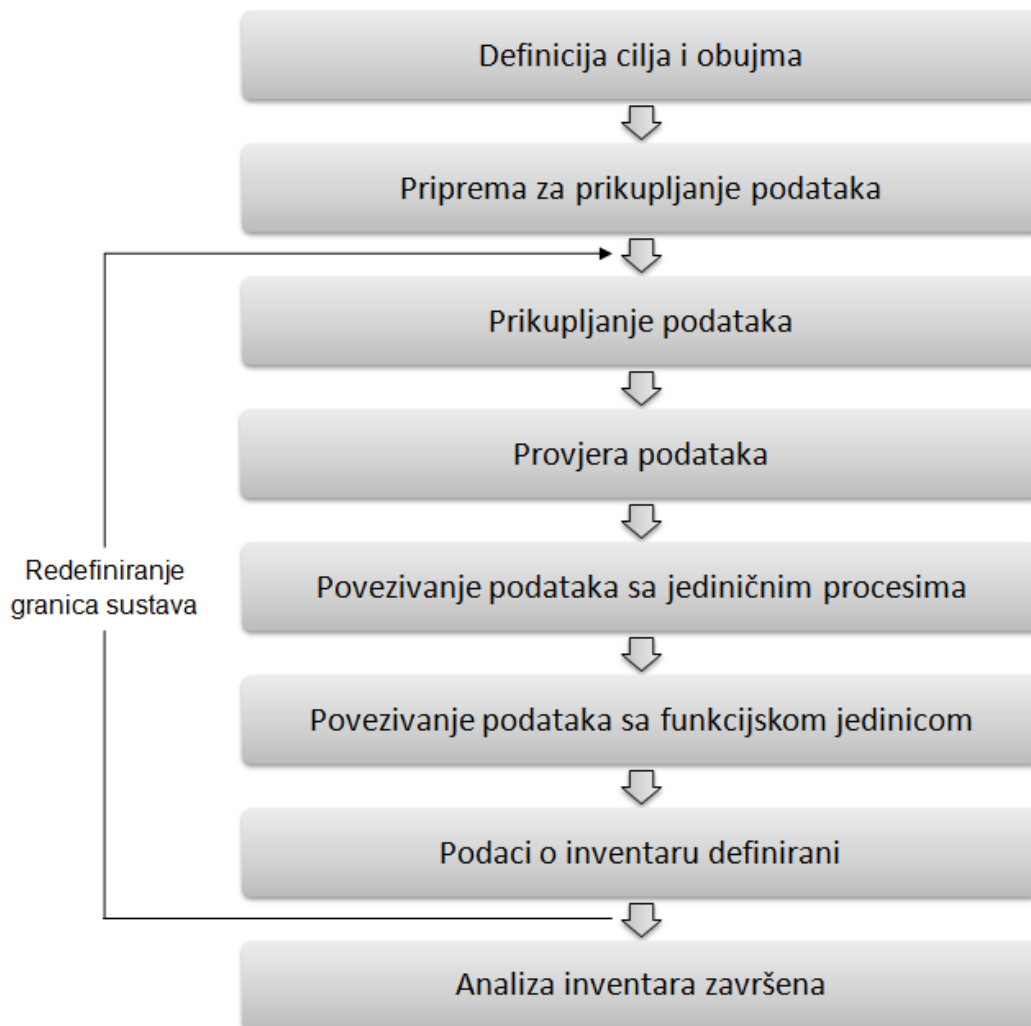 Definicija cilja i obujma
Priprema za prikupljanje podataka
Prikupljanje podataka
Provjera podataka
Redefiniranje
granica sustava
Povezivanje podataka sa jediničnim procesima
Povezivanje podataka sa funkcijskom jedinicom
Podaci o inventaru definirani
Analiza inventara završena